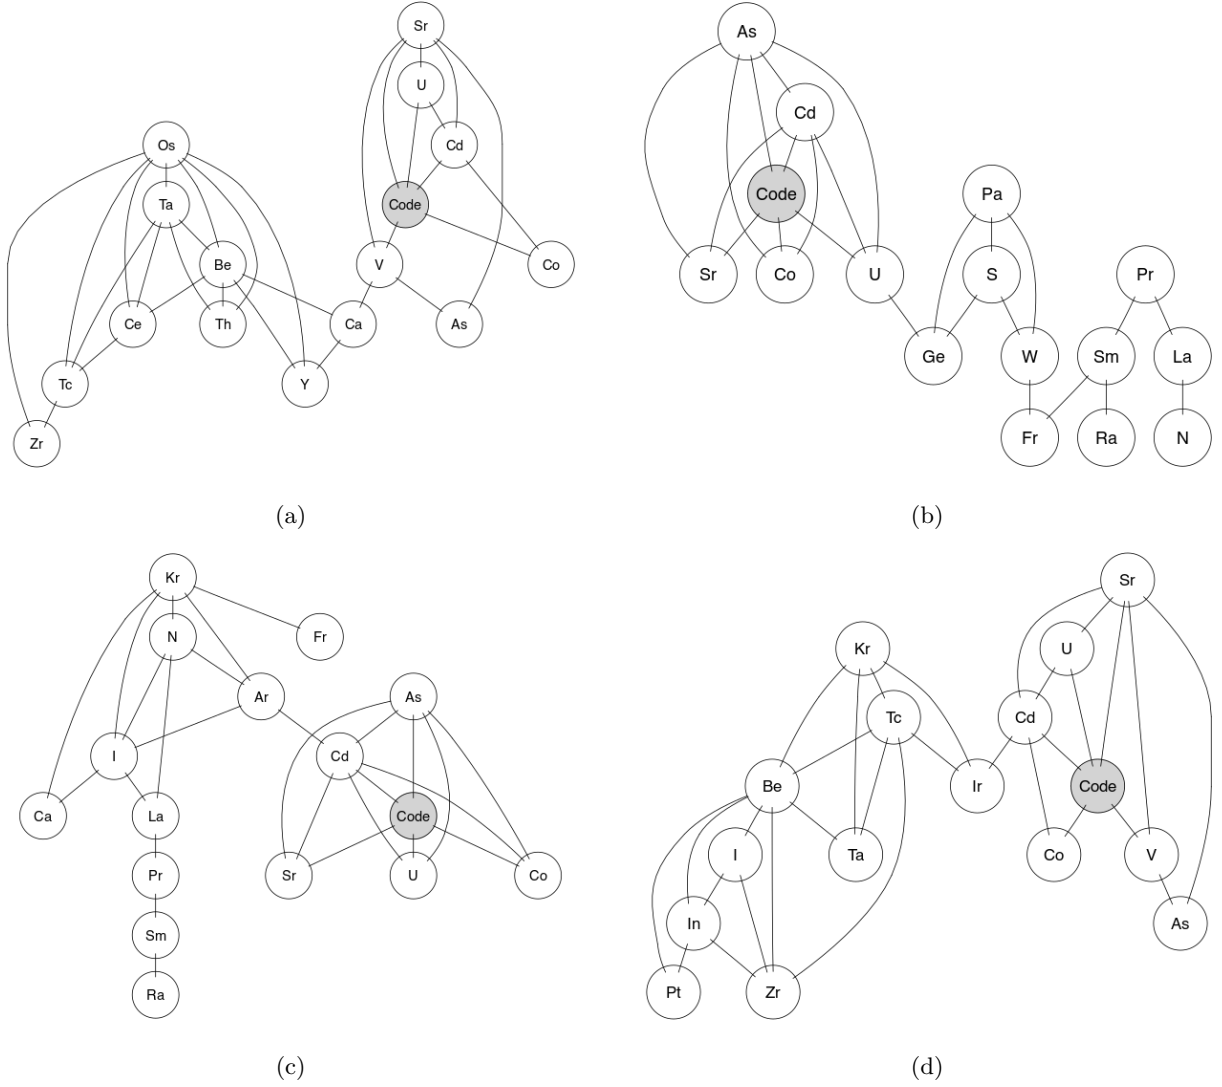 Sr
U
Os
Cd
Ta
Code
Be
V
Co
Ce
Th
Ca
As
Tc
Y
Zr
(a)
As
Cd
Code
Pa
Sr
Co
U
S
Pr
Ge
W
Sm
La
Fr
Ra
N
(b)
Kr
N
Fr
Ar
As
I
Cd
Ca
La
Code
Pr
Sr
U
Co
Sm
Ra
(c)
Sr
Kr
U
Tc
Cd
Be
Ir
Code
I
Ta
Co
V
In
As
Pt
Zr
(d)